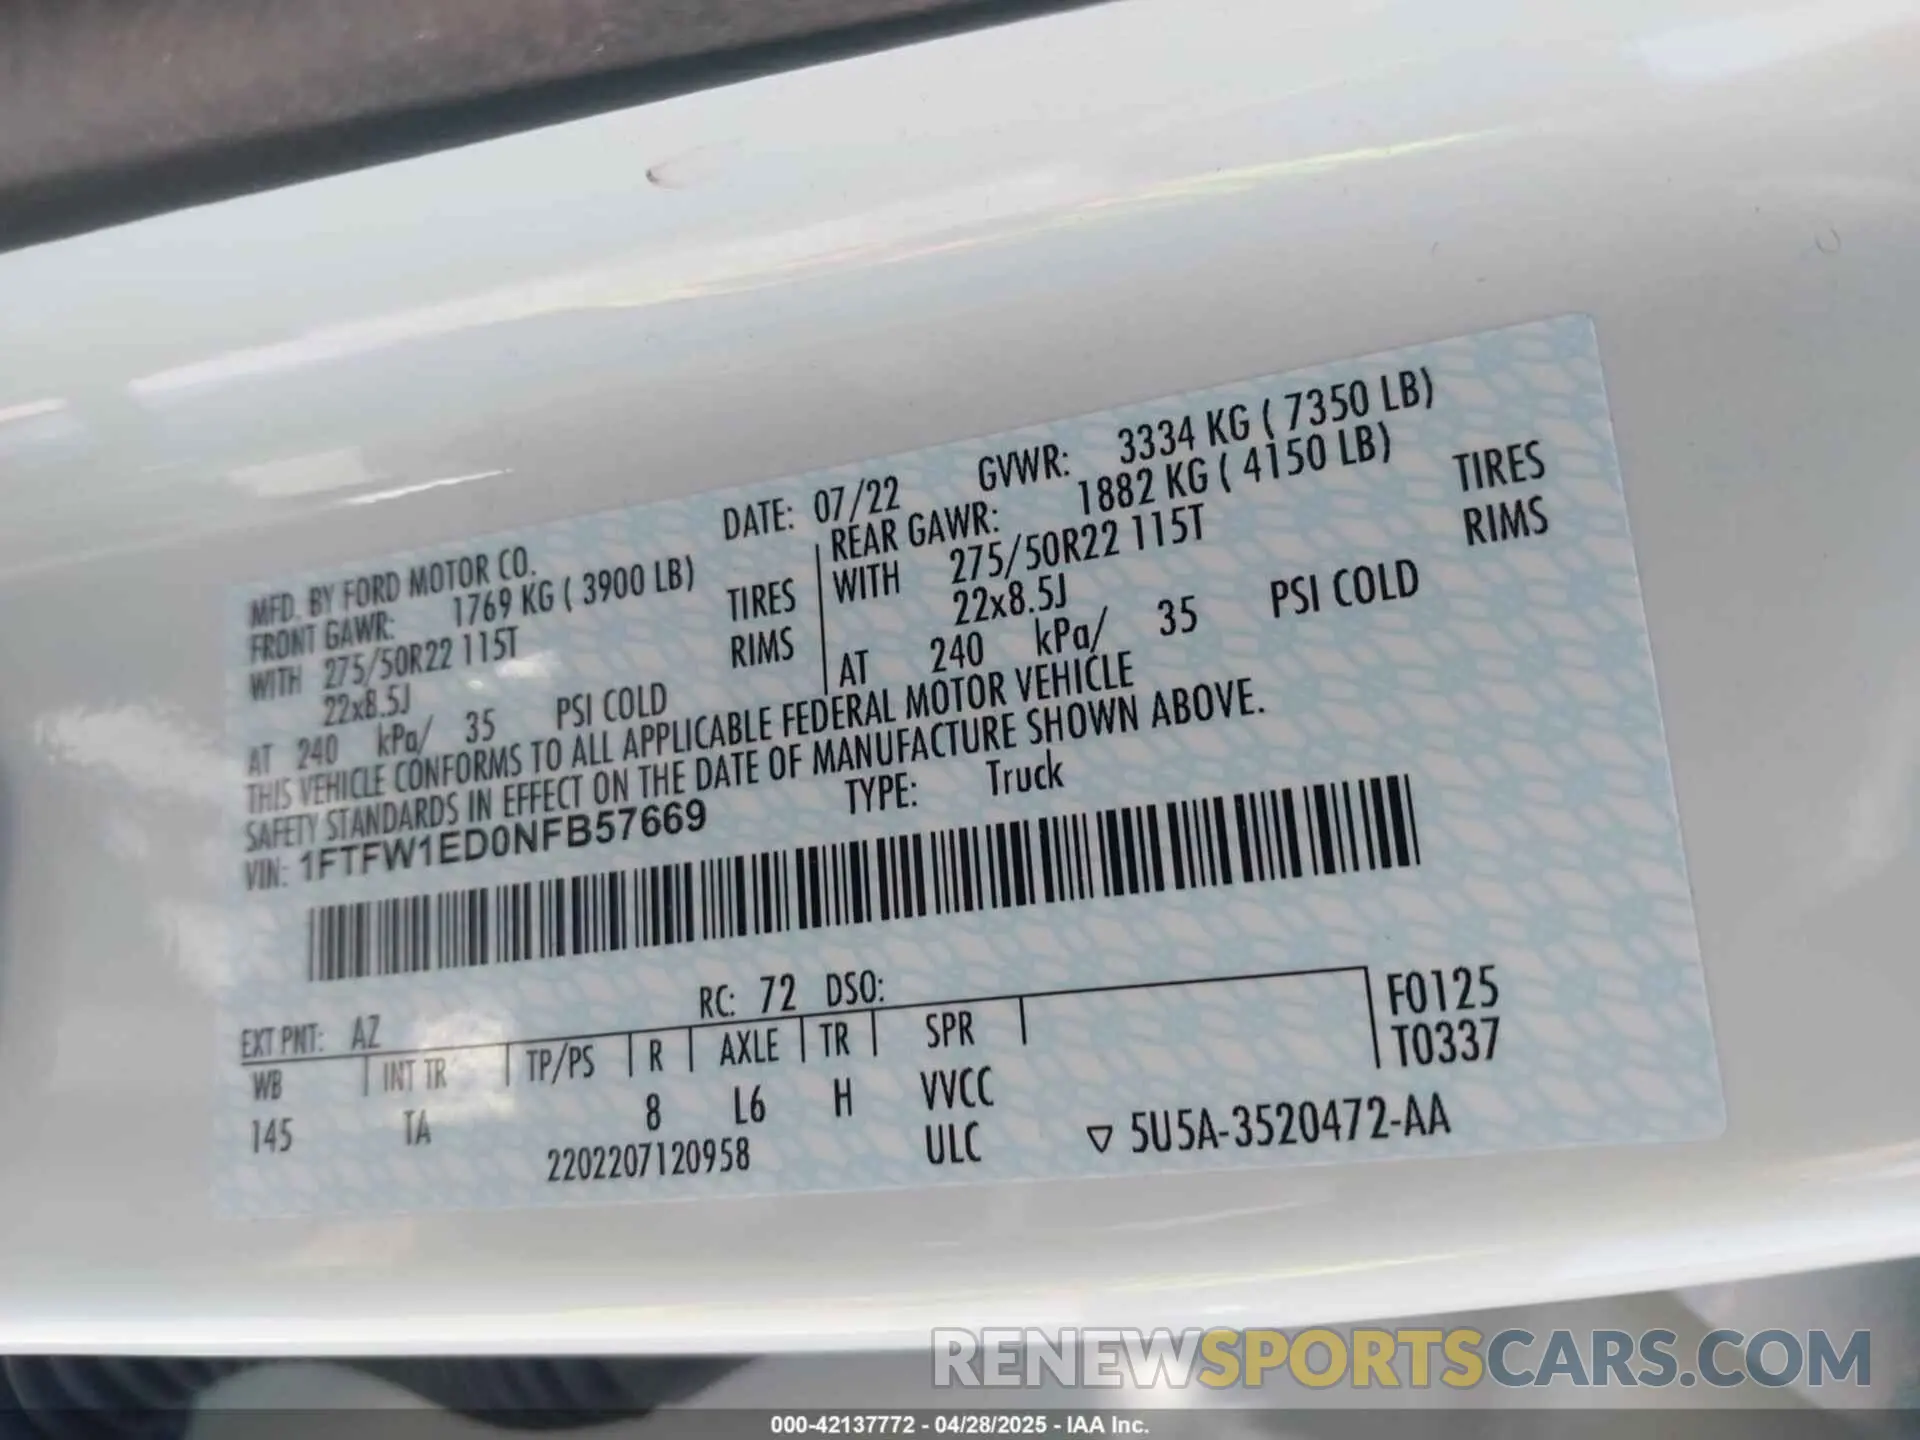 MFD. BY FORD MOTOR CO. DATE: 07/22 GVWR: 3334 KG ( 7350 LB)
FRONT GAWR: 1769 KG ( 3900 LB) REAR GAWR: 1882 KG ( 4150 LB)
WITH 275/50R22 115T TIRES WITH 275/50R22 115T TIRES
22x8.5J RIMS 22x8.5J RIMS
AT 240 kPa/ 35 PSI COLD AT 240 kPa/ 35 PSI COLD
THIS VEHICLE CONFORMS TO ALL APPLICABLE FEDERAL MOTOR VEHICLE
SAFETY STANDARDS IN EFFECT ON THE DATE OF MANUFACTURE SHOWN ABOVE.
VIN: 1FTFW1ED0NFB57669 TYPE: Truck
EXT PNT: AZ RC: 72 DSO: F0125
WB INT TR TP/PS R AXLE TR SPR T0337
145 TA 8 L6 H VVCC
2202207120958 ULC ▽ 5U5A-3520472-AA
RENEWSPORTSCARS.COM
000-42137772 - 04/28/2025 - IAA Inc.